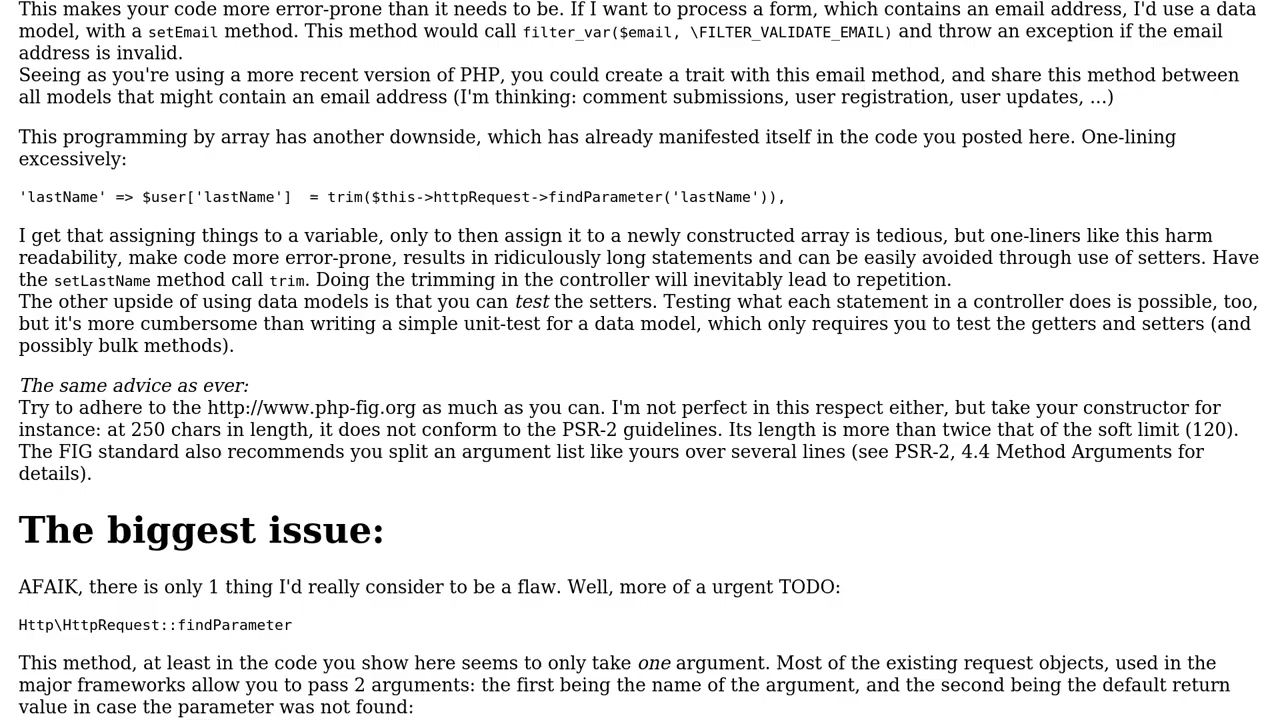 This makes your code more error-prone than it needs to be. If I want to process a form, which contains an email address, I'd use a data
model, with a setEmail method. This method would call filter_var($email, \FILTER_VALIDATE_EMAIL) and throw an exception if the email
address is invalid.
Seeing as you're using a more recent version of PHP, you could create a trait with this email method, and share this method between
all models that might contain an email address (I'm thinking: comment submissions, user registration, user updates, ...)
This programming by array has another downside, which has already manifested itself in the code you posted here. One-lining
excessively:
'lastName' => $user['lastName']  = trim($this->httpRequest->findParameter('lastName')),
I get that assigning things to a variable, only to then assign it to a newly constructed array is tedious, but one-liners like this harm
readability, make code more error-prone, results in ridiculously long statements and can be easily avoided through use of setters. Have
the setLastName method call trim. Doing the trimming in the controller will inevitably lead to repetition.
The other upside of using data models is that you can test the setters. Testing what each statement in a controller does is possible, too,
but it's more cumbersome than writing a simple unit-test for a data model, which only requires you to test the getters and setters (and
possibly bulk methods).
The same advice as ever:
Try to adhere to the http://www.php-fig.org as much as you can. I'm not perfect in this respect either, but take your constructor for
instance: at 250 chars in length, it does not conform to the PSR-2 guidelines. Its length is more than twice that of the soft limit (120).
The FIG standard also recommends you split an argument list like yours over several lines (see PSR-2, 4.4 Method Arguments for
details).
The biggest issue:
AFAIK, there is only 1 thing I'd really consider to be a flaw. Well, more of a urgent TODO:
Http\HttpRequest::findParameter
This method, at least in the code you show here seems to only take one argument. Most of the existing request objects, used in the
major frameworks allow you to pass 2 arguments: the first being the name of the argument, and the second being the default return
value in case the parameter was not found: